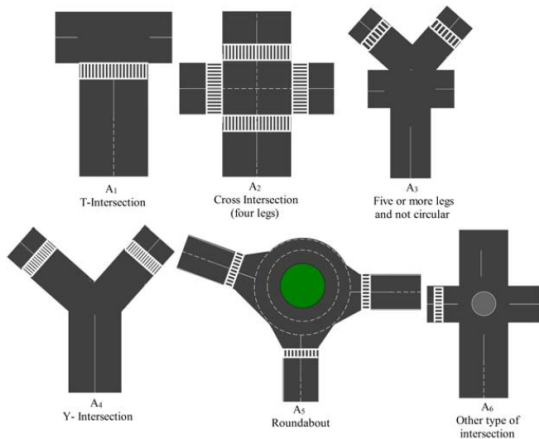 A₁
T-Intersection
A₂
Cross Intersection
(four legs)
A₃
Five or more legs
and not circular
A₄
Y- Intersection
A₅
Roundabout
A₆
Other type of
intersection